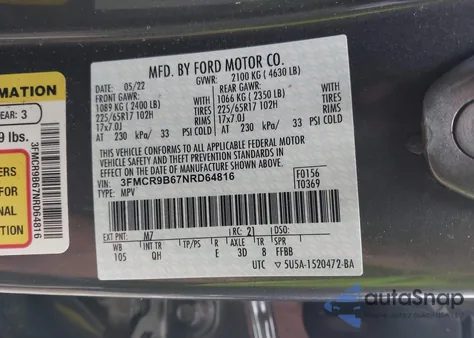 MFD. BY FORD MOTOR CO.
DATE: 05/22 GVWR: 2100 KG ( 4630 LB)
FRONT GAWR: REAR GAWR:
1089 KG ( 2400 LB) 1066 KG ( 2350 LB)
225/65R17 102H TIRES 225/65R17 102H TIRES
17x7.0J RIMS 17x7.0J RIMS
AT 230 kPa/ 33 PSI COLD AT 230 kPa/ 33 PSI COLD
THIS VEHICLE CONFORMS TO ALL APPLICABLE FEDERAL MOTOR
VEHICLE SAFETY AND BUMPER STANDARDS IN
EFFECT ON THE DATE OF MANUFACTURE SHOWN ABOVE.
VIN: 3FMCR9B67NRD64816 F0156
TYPE: MPV T0369
EXT PNT: M7 RC: 21 DSO:
WB INT TR TP/PS R AXLE TR SPR
105 QH E 3D 8 FFBB
UTC 5U5A-1520472-BA
MATION
EAR: 3
9 lbs.
FOR
NAL
ION
3FMCR9B67NRD64816
autoSnap